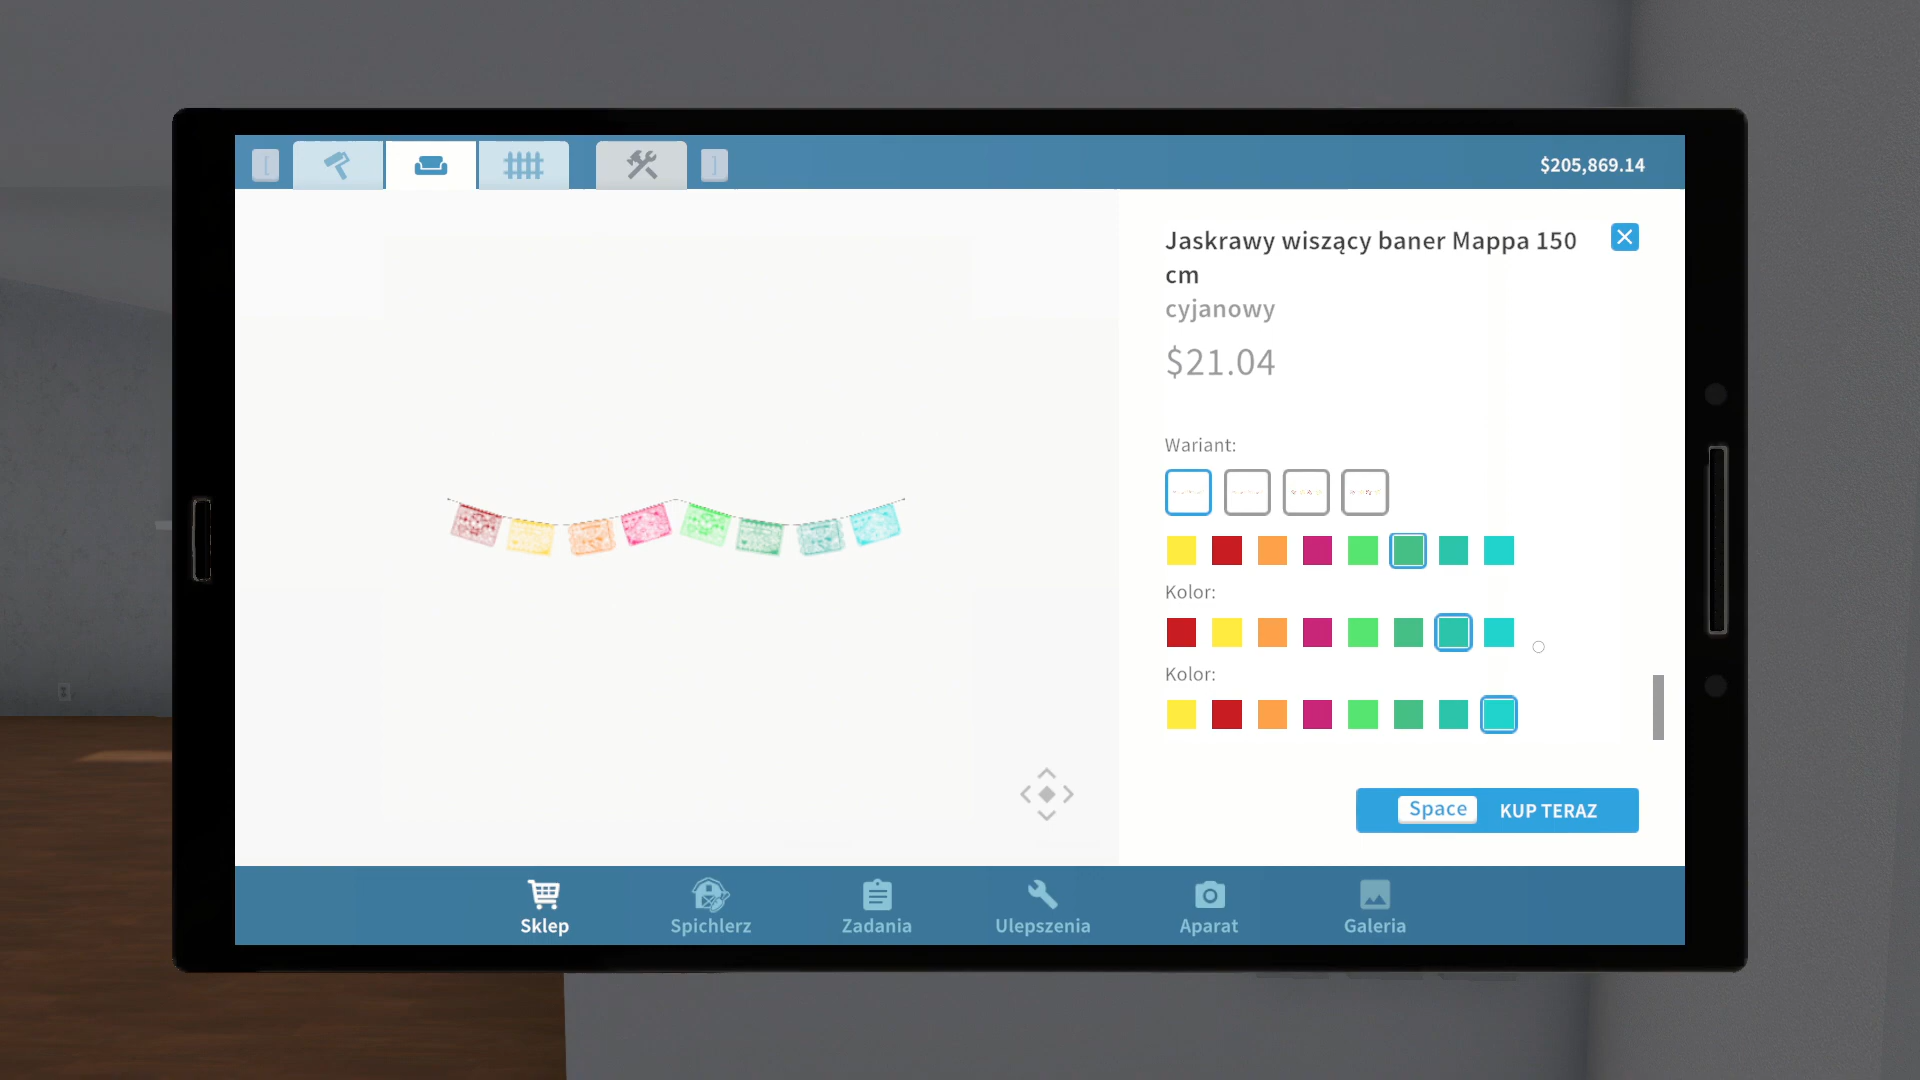 [
]
$205,869.14
Jaskrawy wiszący baner Mappa 150
cm
cyjanowy
$21.04
Wariant:
Kolor:
Kolor:
Space KUP TERAZ
Sklep
Spichlerz
Zadania
Ulepszenia
Aparat
Galeria